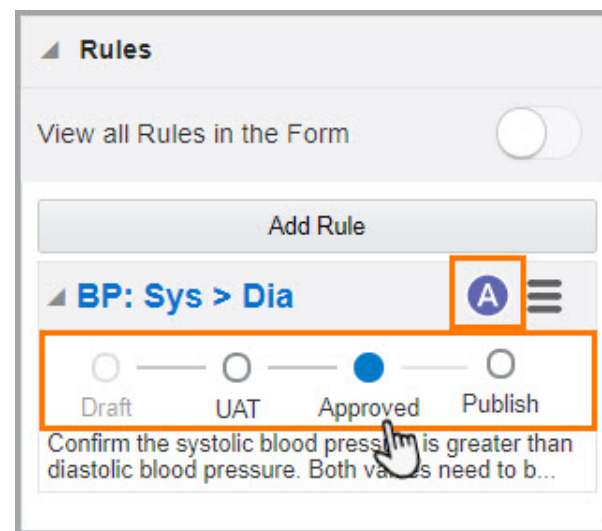 Rules
View all Rules in the Form
Add Rule
BP: Sys > Dia
A
Draft
UAT
Approved
Publish
Confirm the systolic blood pressure is greater than
diastolic blood pressure. Both values need to b...